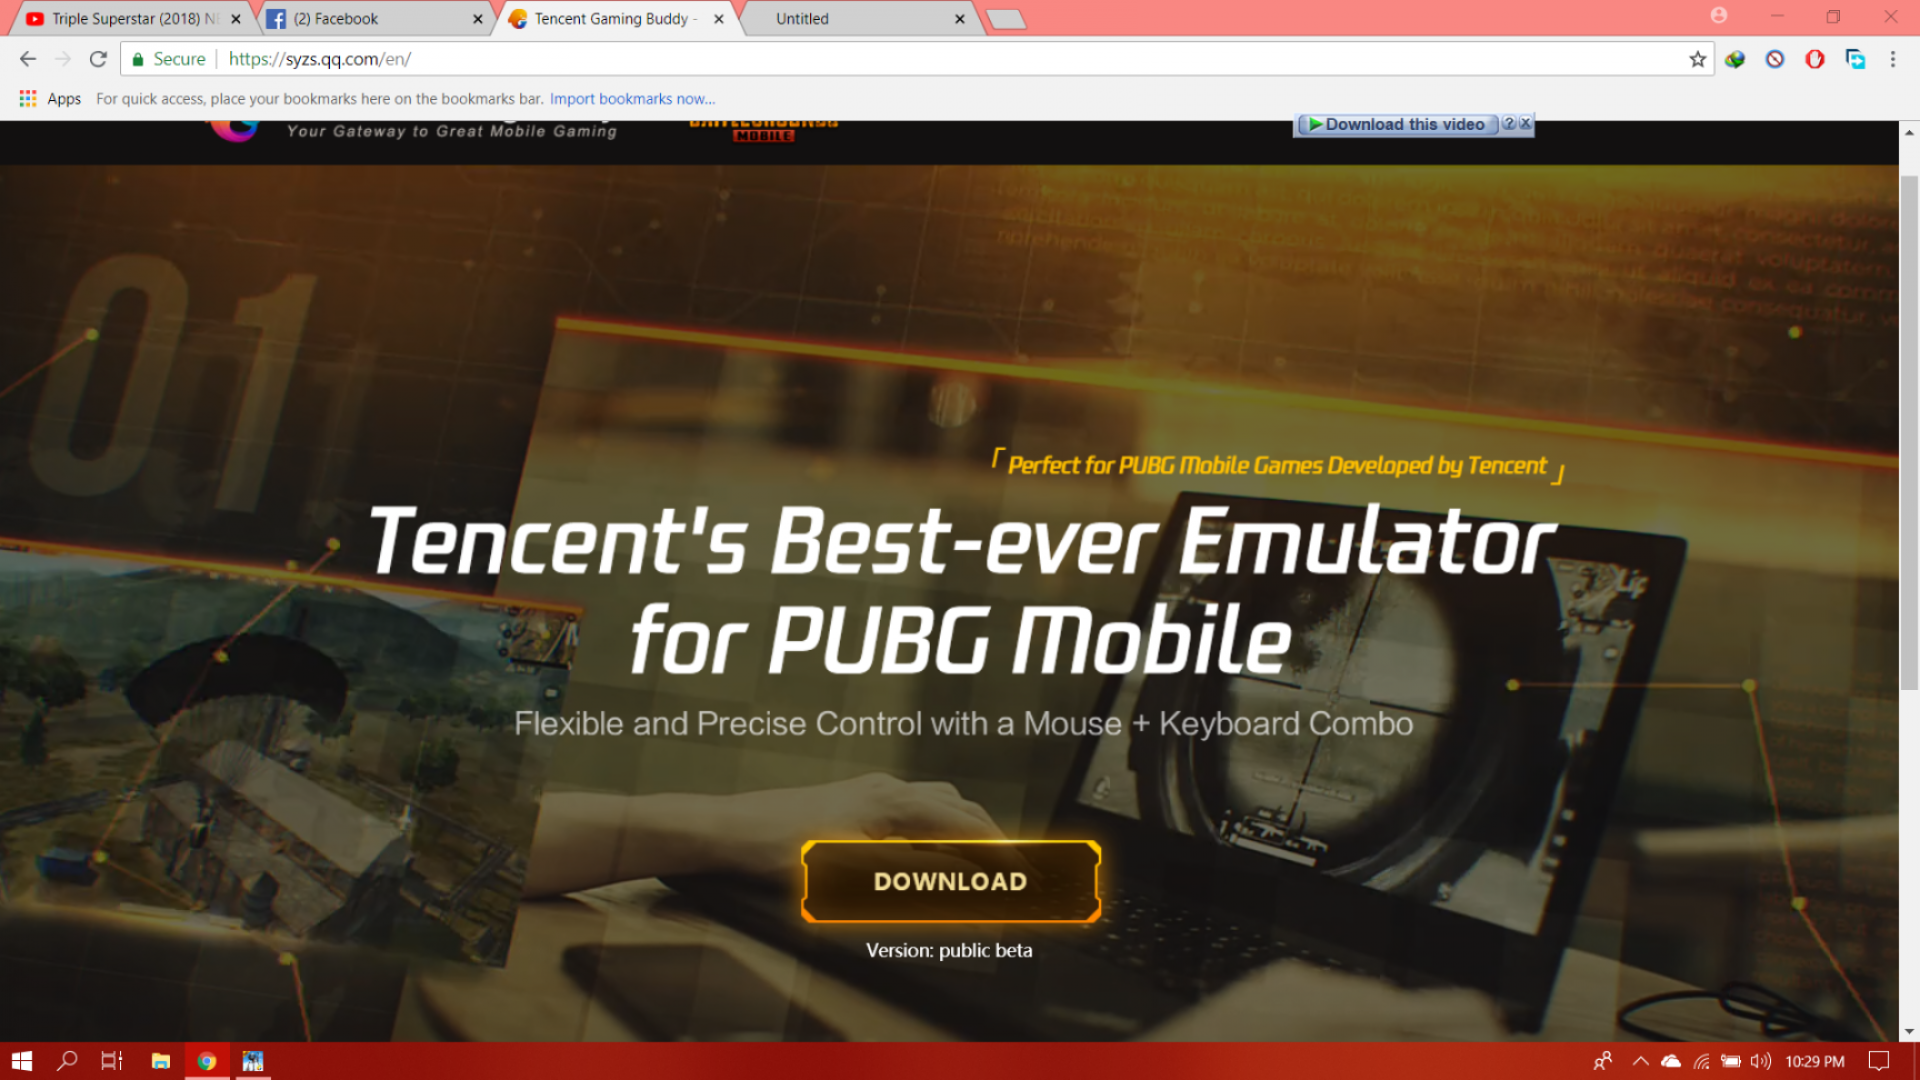 Triple Superstar (2018)
(2) Facebook
Tencent Gaming Buddy -
Untitled
Secure
https://syzs.qq.com/en/
Apps
For quick access, place your bookmarks here on the bookmarks bar.
Import bookmarks now...
Your Gateway to Great Mobile Gaming
MOBILE
Download this video
?
01
「Perfect for PUBG Mobile Games Developed by Tencent」
Tencent's Best-ever Emulator
for PUBG Mobile
Flexible and Precise Control with a Mouse + Keyboard Combo
DOWNLOAD
Version: public beta
10:29 PM